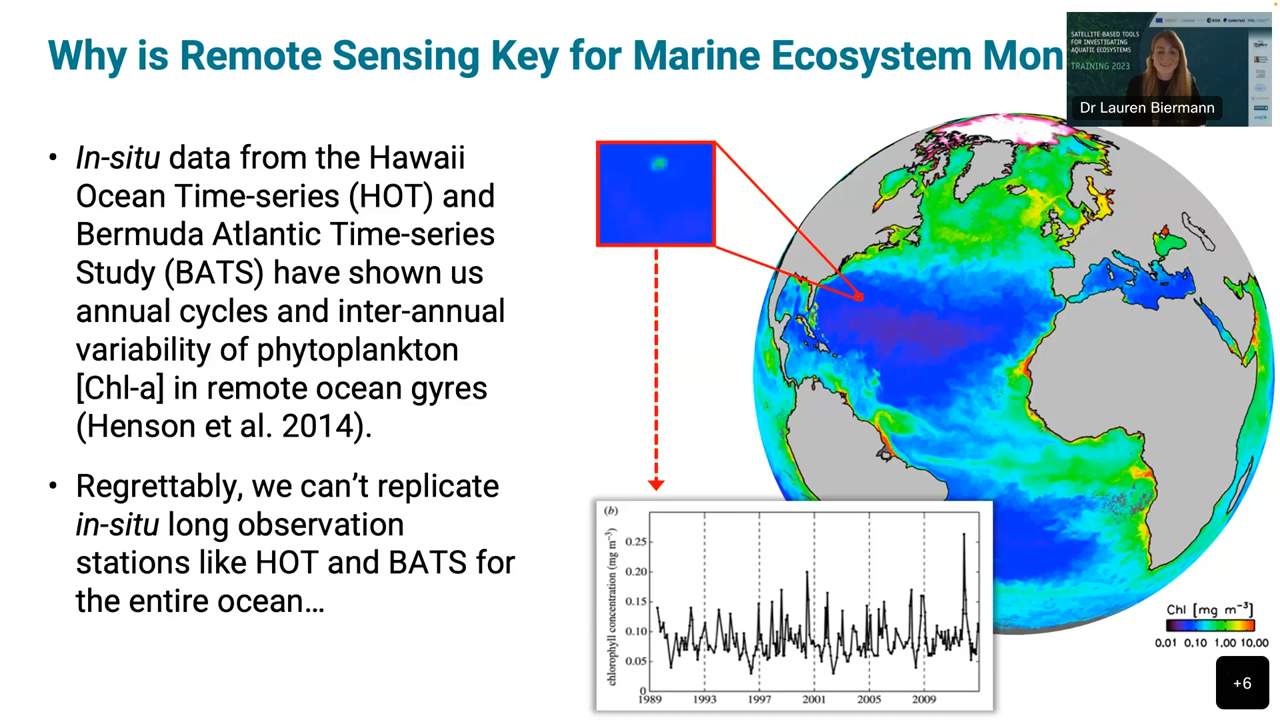 Why is Remote Sensing Key for Marine Ecosystem Mon
SATELLITE-BASED TOOLS
FOR INVESTIGATING
AQUATIC ECOSYSTEMS
TRAINING 2023
Dr Lauren Biermann
• In-situ data from the Hawaii
Ocean Time-series (HOT) and
Bermuda Atlantic Time-series
Study (BATS) have shown us
annual cycles and inter-annual
variability of phytoplankton
[Chl-a] in remote ocean gyres
(Henson et al. 2014).
• Regrettably, we can’t replicate
in-situ long observation
stations like HOT and BATS for
the entire ocean…
(b)
chlorophyll concentration (mg m⁻³)
0.25
0.20
0.15
0.10
0.05
0
1989 1993 1997 2001 2005 2009
Chl [mg m⁻³]
0.01 0.10 1.00 10.00
+6